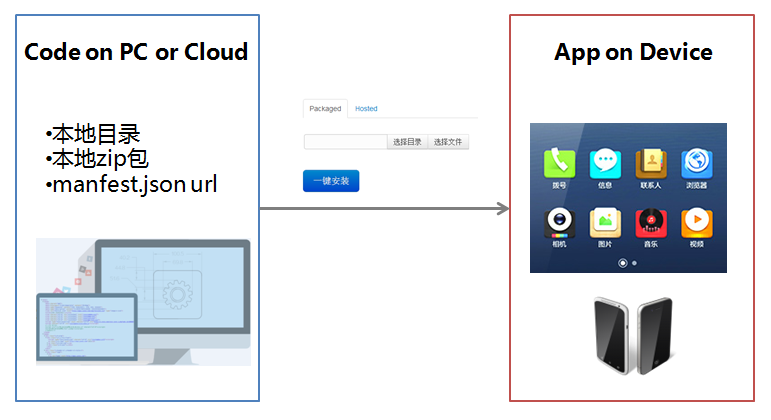 Code on PC or Cloud
•本地目录
•本地zip包
•manfest.json url
Packaged Hosted
选择目录 选择文件
一键安装
App on Device
拨号 信息 联系人 浏览器
相机 图片 音乐 视频